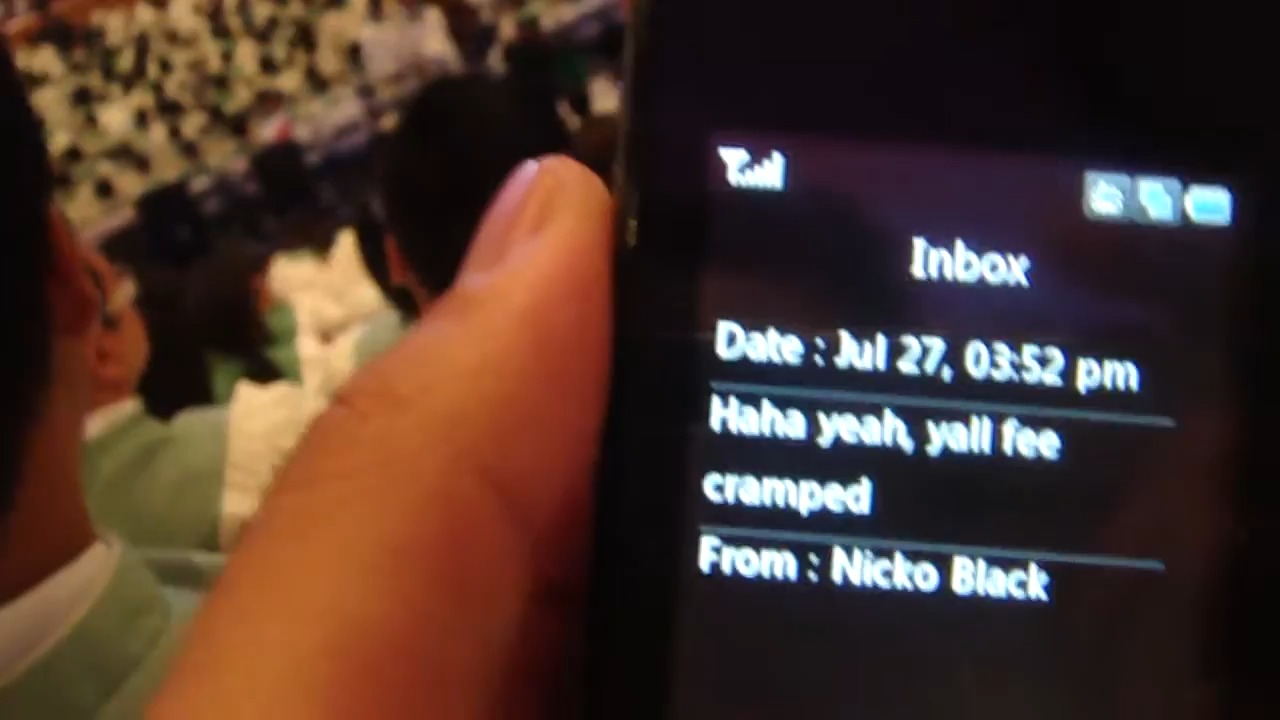 Inbox
Date : Jul 27, 03:52 pm
Haha yeah, yall fee
cramped
From : Nicko Black